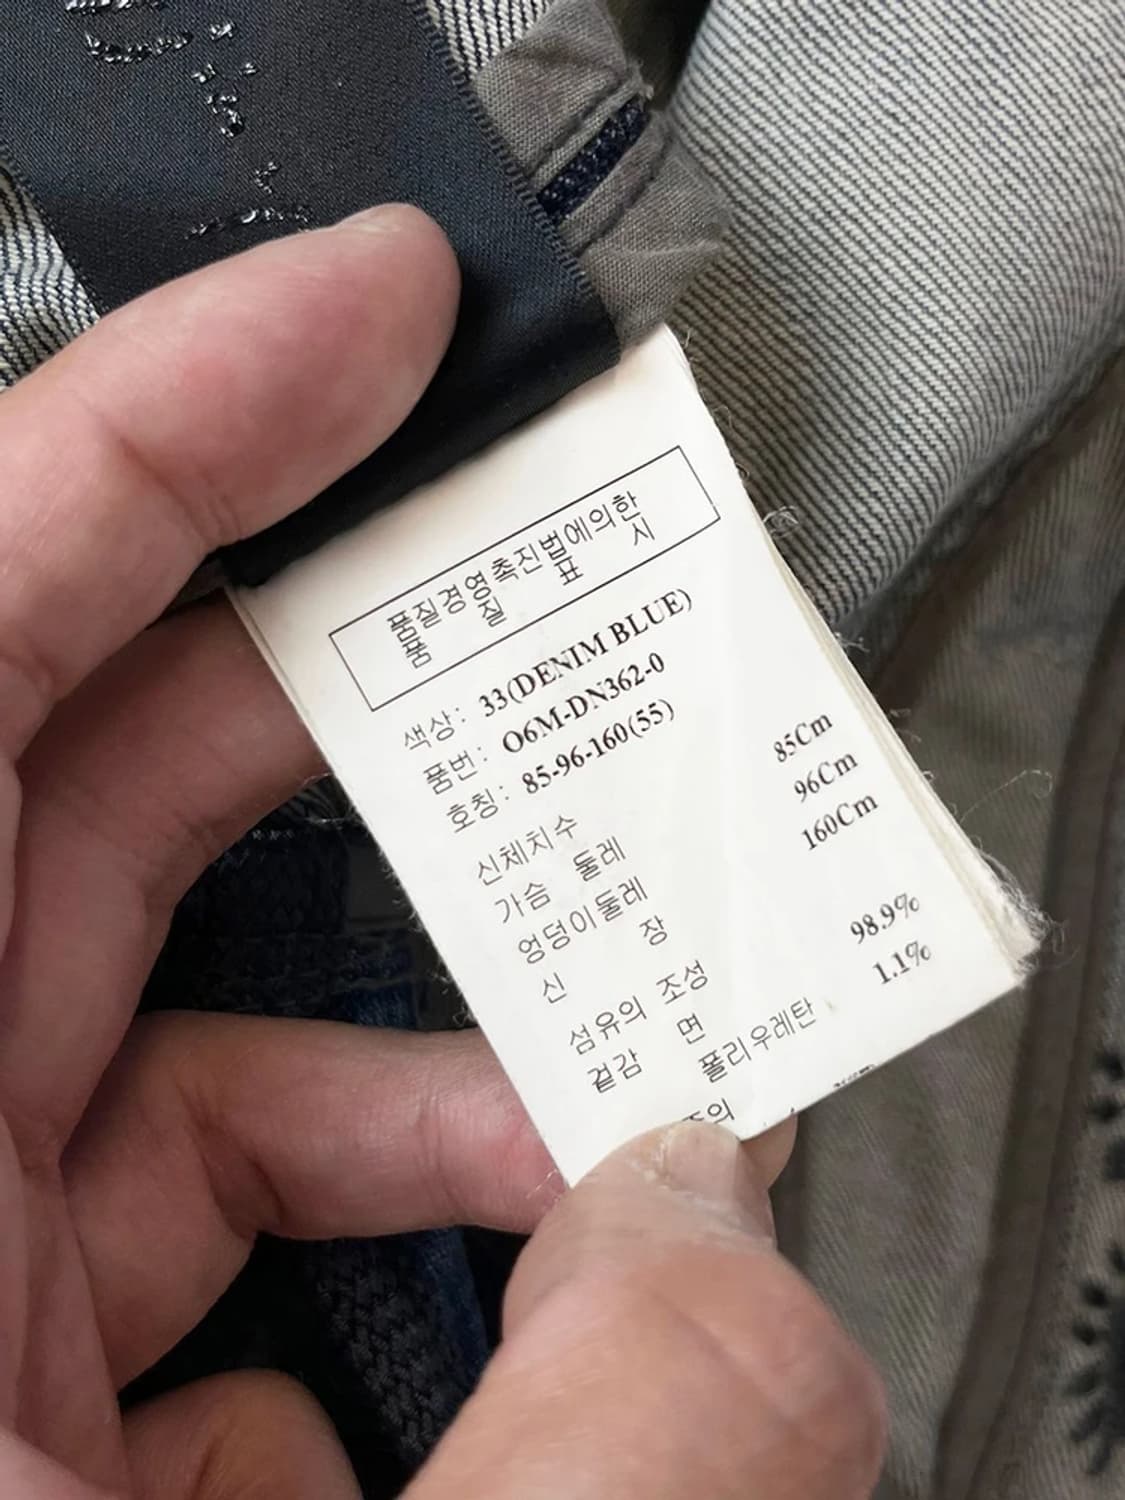 품질경영촉진법에의한
품 질 표 시
색상: 33(DENIM BLUE)
품번: O6M-DN362-0
호칭: 85-96-160(55)
신체치수
가슴 둘레 85Cm
엉덩이둘레 96Cm
신 장 160Cm
섬유의 조성
겉감 면 98.9%
폴리우레탄 1.1%